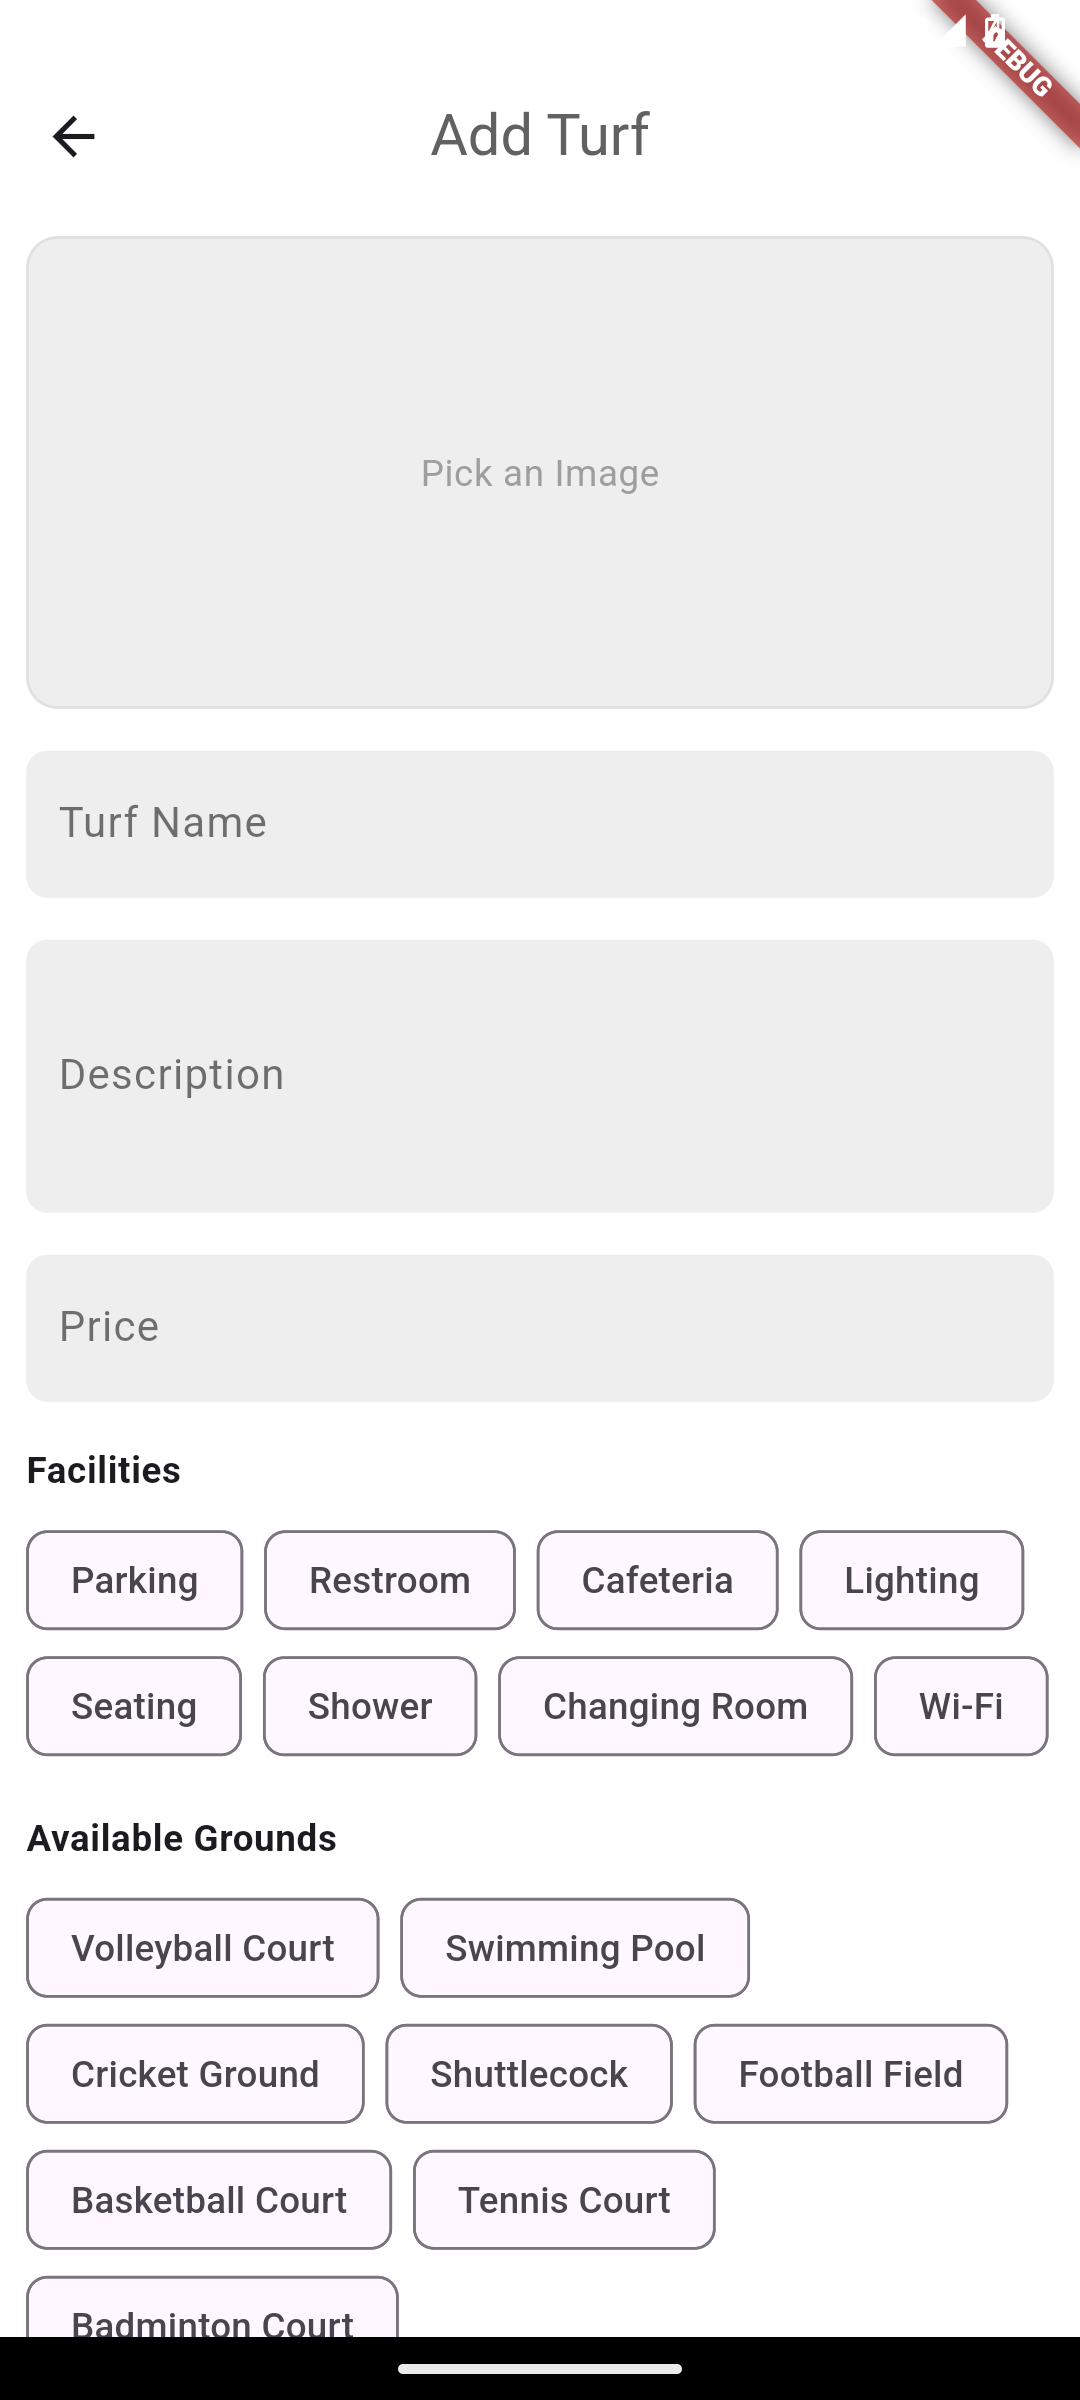 DEBUG
Add Turf
Pick an Image
Turf Name
Description
Price
Facilities
Parking Restroom Cafeteria Lighting
Seating Shower Changing Room Wi-Fi
Available Grounds
Volleyball Court Swimming Pool
Cricket Ground Shuttlecock Football Field
Basketball Court Tennis Court
Badminton Court